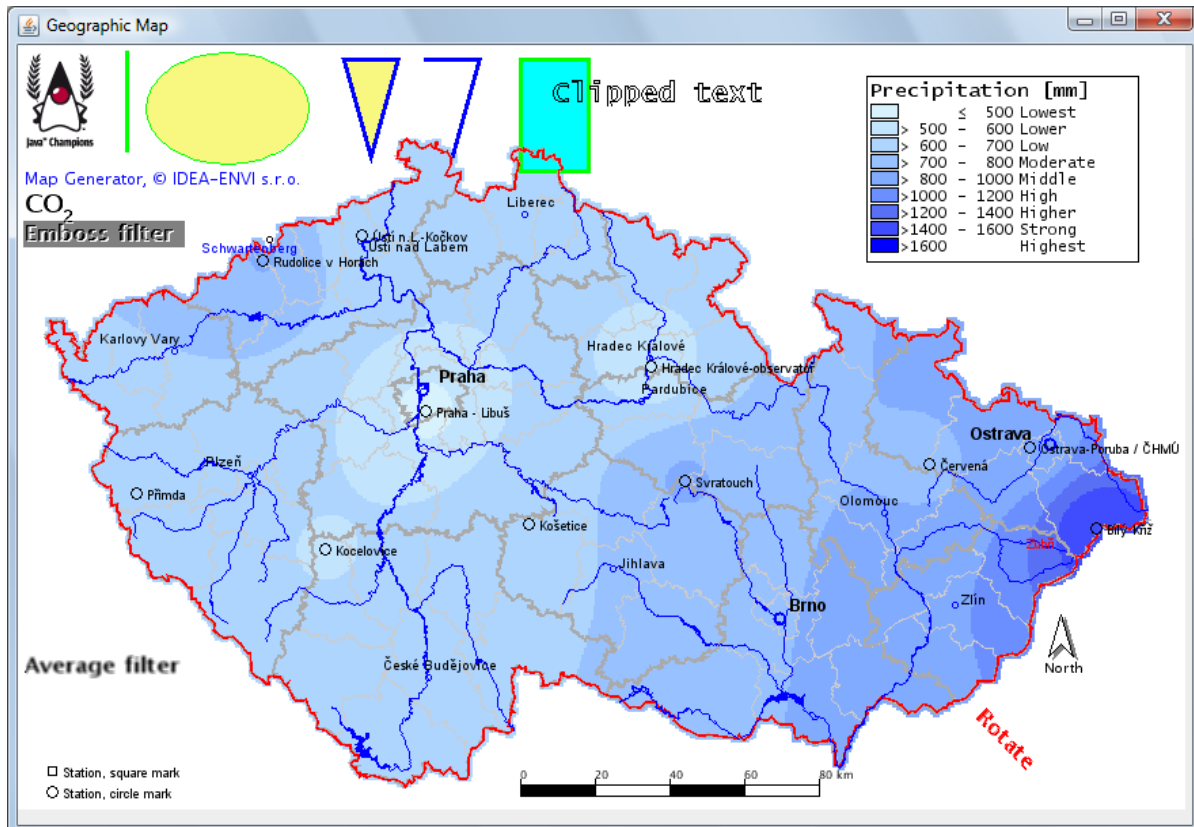 Geographic Map
Java™ Champions
Clipped text
Map Generator, © IDEA-ENVI s.r.o.
CO2
Emboss filter
Precipitation [mm]
≤ 500 Lowest
> 500 - 600 Lower
> 600 - 700 Low
> 700 - 800 Moderate
> 800 - 1000 Middle
>1000 - 1200 High
>1200 - 1400 Higher
>1400 - 1600 Strong
>1600 Highest
Liberec
Ústí n.L.-Kočkov
Ústí nad Labem
Schwartenberg
Rudolice v Horách
Karlovy Vary
Hradec Králové
Hradec Králové-observatoř
Praha
Pardubice
Praha - Libuš
Ostrava
Ostrava-Poruba / ČHMÚ
Plzeň
Červená
Svratouch
Přimda
Olomouc
Košetice
Kocelovice
Jihlava
Zlín
Brno
North
České Budějovice
Average filter
Rotate
Station, square mark
Station, circle mark
0 20 40 60 80 km